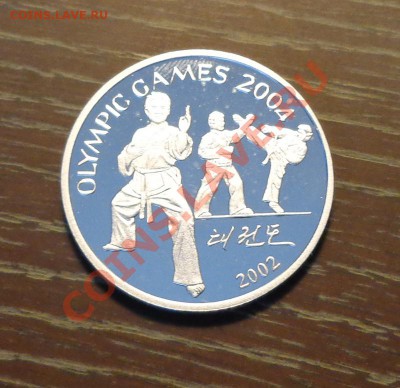 COINS.LAVE.RU
OLYMPIC GAMES 2004
태권도
2002
COINS.LAVE.RU